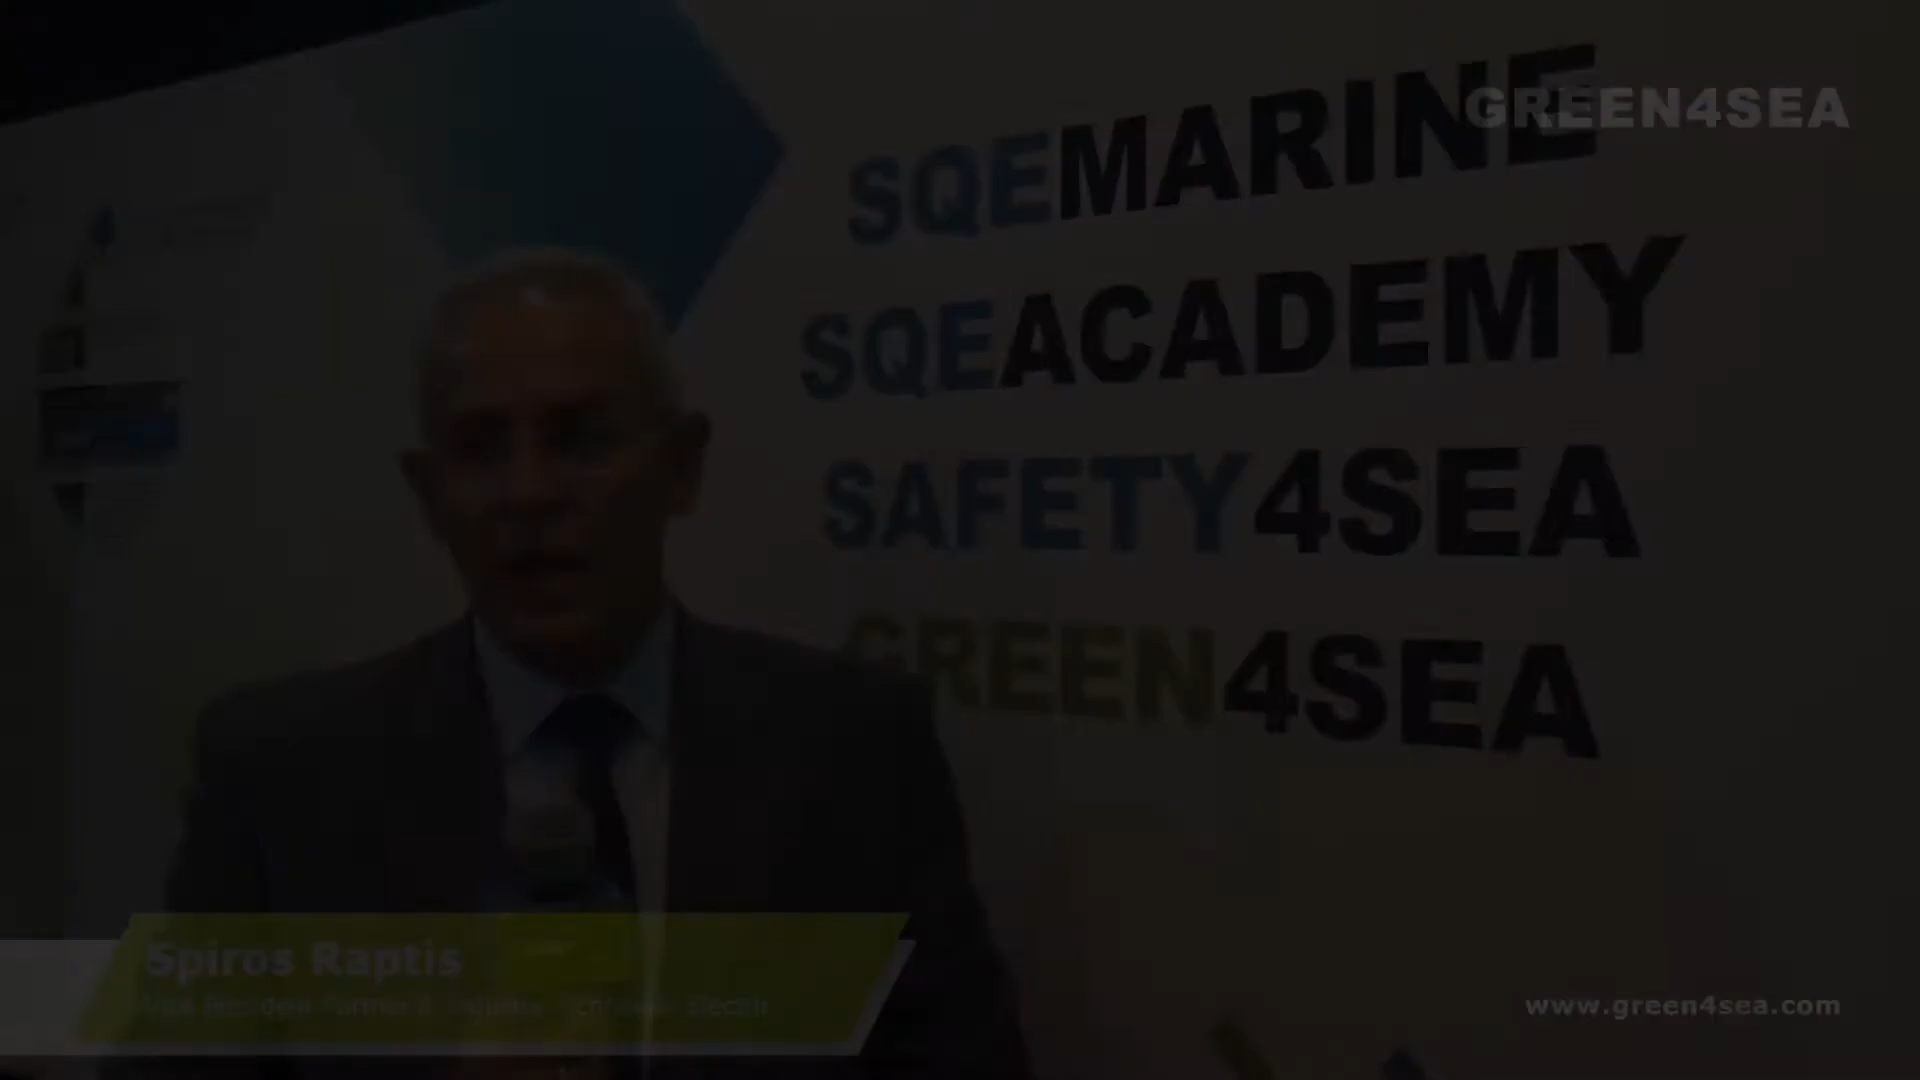 GREEN4SEA
SQEMARINE
SQEACADEMY
SAFETY4SEA
GREEN4SEA
Spiros Raptis
www.green4sea.com